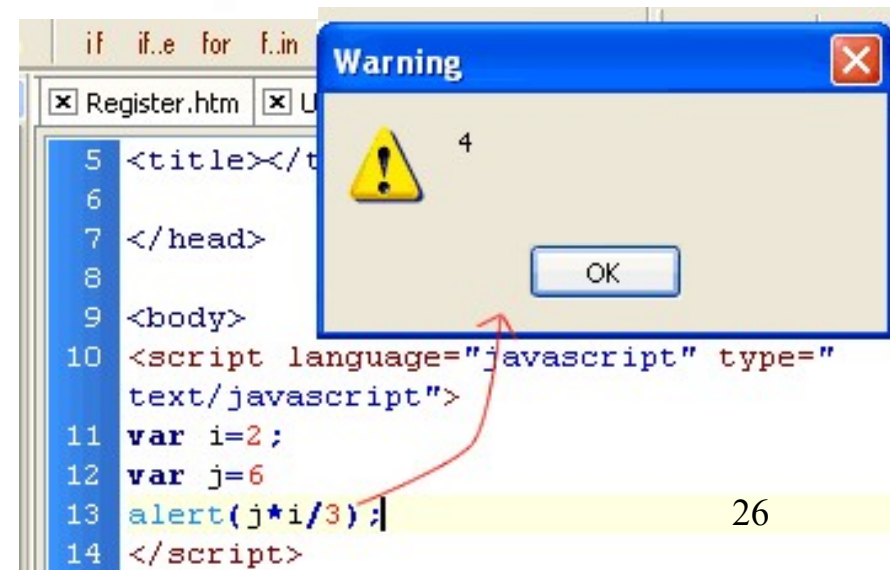 if if..e for f..in
Warning
Register.htm U
4
OK
5 <title></t
6
7 </head>
8
9 <body>
10 <script language="javascript" type="
text/javascript">
11 var i=2;
12 var j=6
13 alert(j*i/3);
14 </script>
26